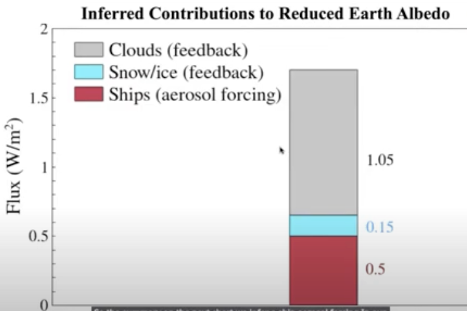 Inferred Contributions to Reduced Earth Albedo
2
Clouds (feedback)
Snow/ice (feedback)
Ships (aerosol forcing)
1.5
Flux (W/m²)
1
1.05
0.5
0.15
0.5
0